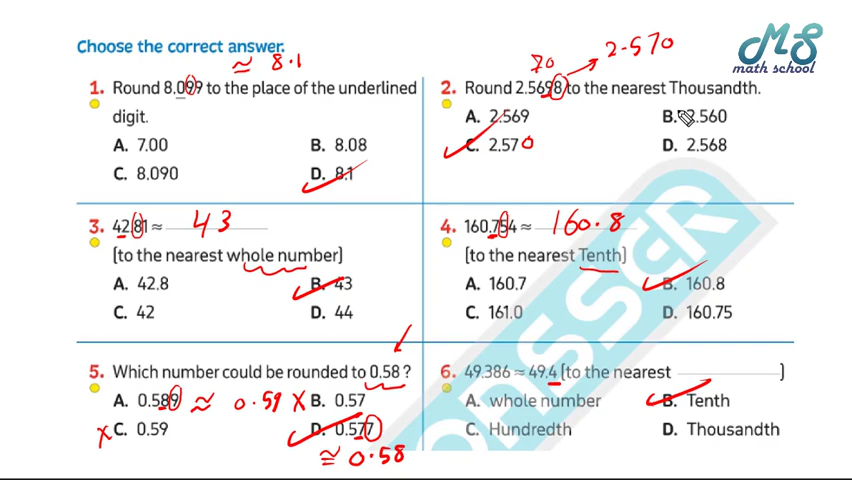 Choose the correct answer.
MS
math school
≅ 8.1
1. Round 8.099 to the place of the underlined
digit.
A. 7.00
B. 8.08
C. 8.090
D. 8.1
70
2.570
2. Round 2.5698 to the nearest Thousandth.
A. 2.569
B. 2.560
C. 2.570
D. 2.568
3. 42.81 ≈ 43
[to the nearest whole number]
A. 42.8
B. 43
C. 42
D. 44
4. 160.754 ≈ 160.8
[to the nearest Tenth]
A. 160.7
B. 160.8
C. 161.0
D. 160.75
5. Which number could be rounded to 0.58 ?
A. 0.589 ≈ 0.59 X
B. 0.57
X C. 0.59
D. 0.577
≅ 0.58
6. 49.386 ≈ 49.4 [to the nearest ]
A. whole number
B. Tenth
C. Hundredth
D. Thousandth